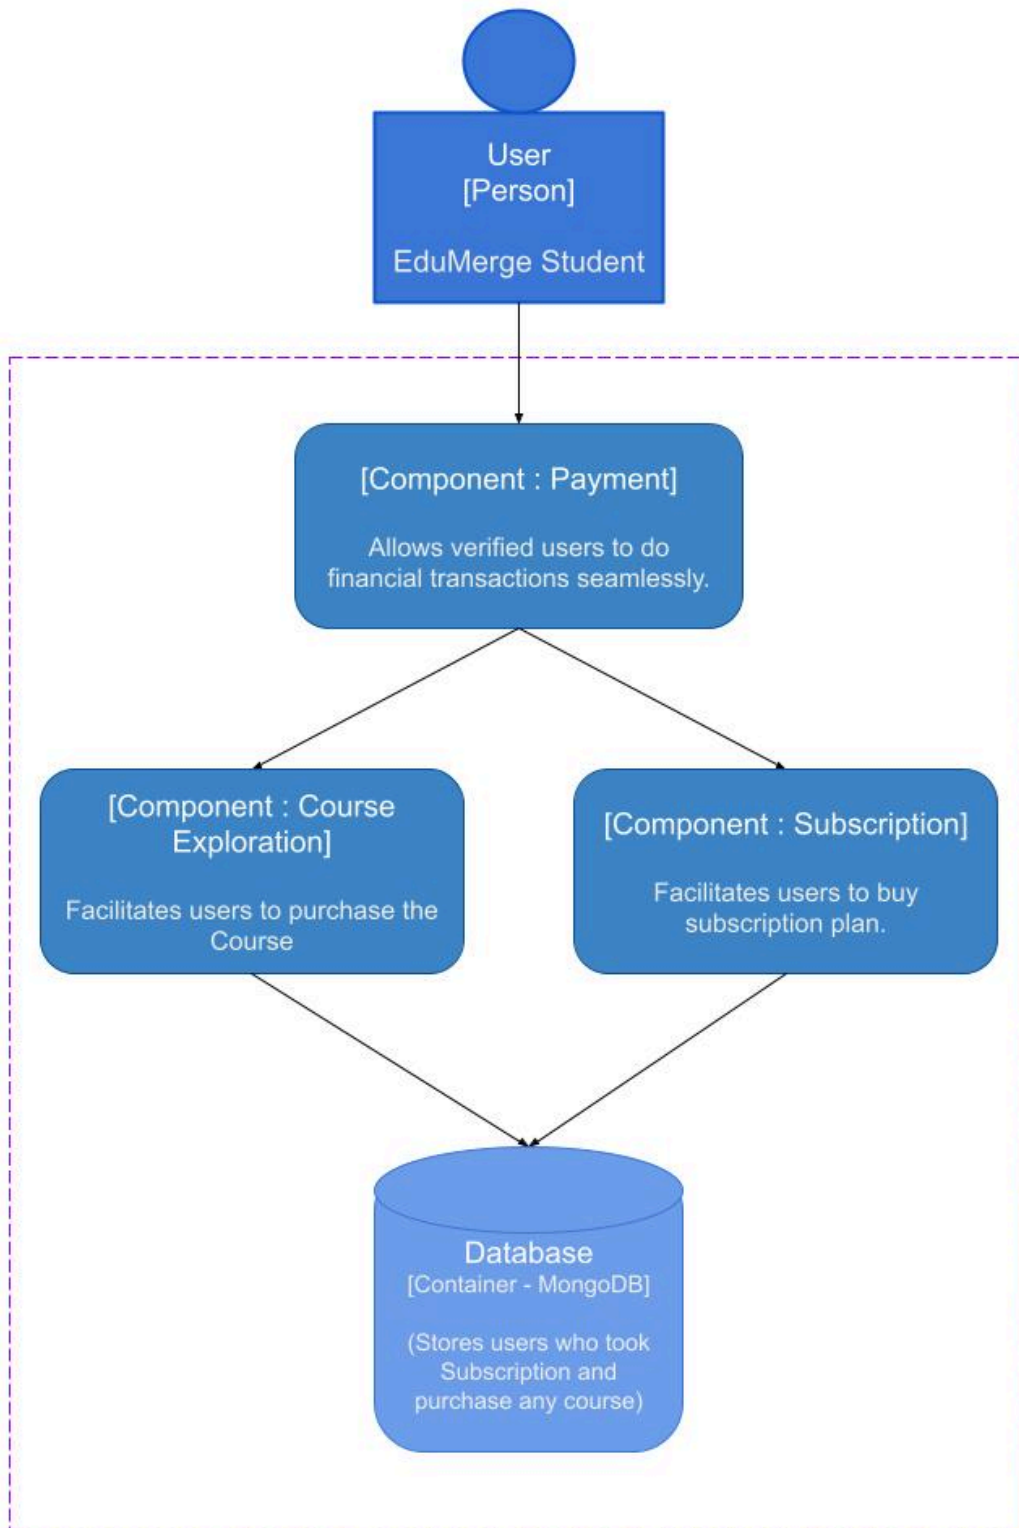 User
[Person]
EduMerge Student
[Component : Payment]
Allows verified users to do
financial transactions seamlessly.
[Component : Course
Exploration]
Facilitates users to purchase the
Course
[Component : Subscription]
Facilitates users to buy
subscription plan.
Database
[Container - MongoDB]
(Stores users who took
Subscription and
purchase any course)